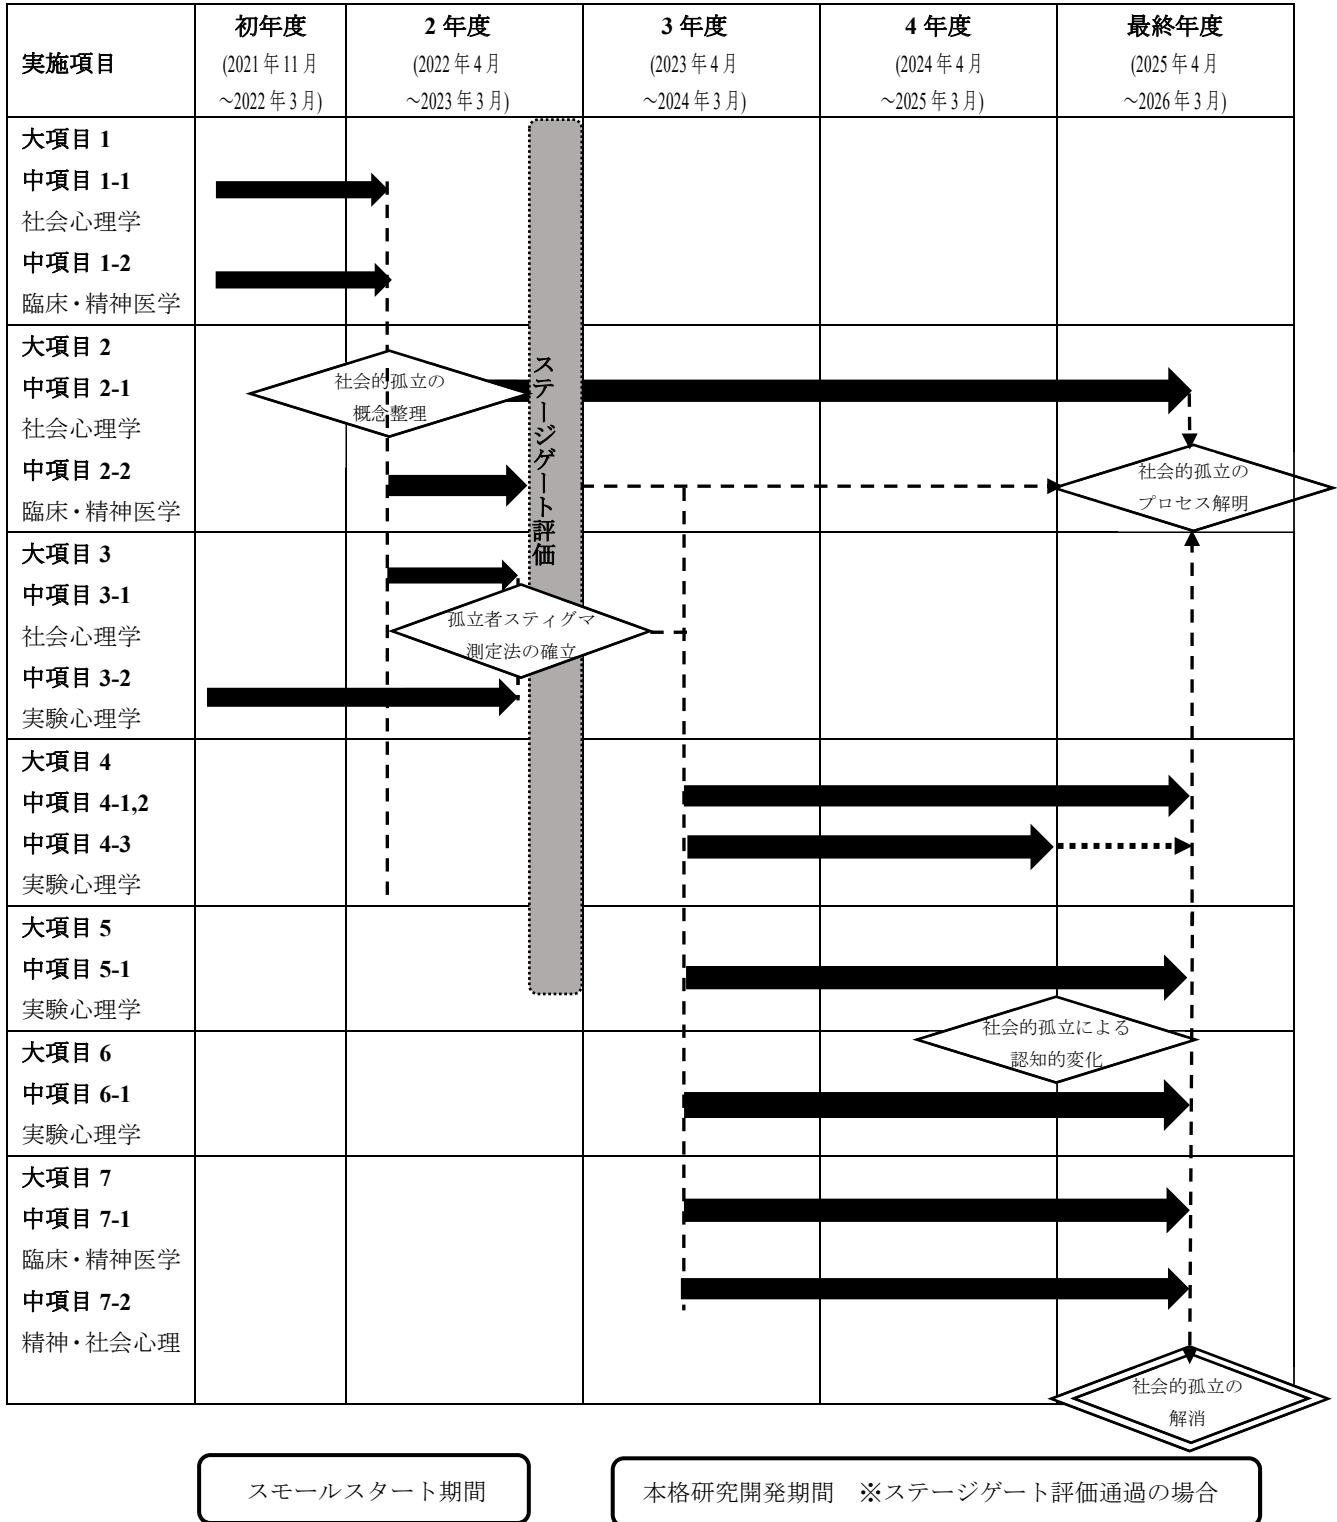 実施項目
初年度
(2021年11月
～2022年3月)
2年度
(2022年4月
～2023年3月)
3年度
(2023年4月
～2024年3月)
4年度
(2024年4月
～2025年3月)
最終年度
(2025年4月
～2026年3月)
大項目1
中項目1-1
社会心理学
中項目1-2
臨床・精神医学
大項目2
中項目2-1
社会心理学
中項目2-2
臨床・精神医学
社会的孤立の
概念整理
ステージゲート評価
社会的孤立の
プロセス解明
大項目3
中項目3-1
社会心理学
中項目3-2
実験心理学
孤立者スティグマ
測定法の確立
大項目4
中項目4-1,2
中項目4-3
実験心理学
大項目5
中項目5-1
実験心理学
社会的孤立による
認知的変化
大項目6
中項目6-1
実験心理学
大項目7
中項目7-1
臨床・精神医学
中項目7-2
精神・社会心理
社会的孤立の
解消
スモールスタート期間
本格研究開発期間　※ステージゲート評価通過の場合